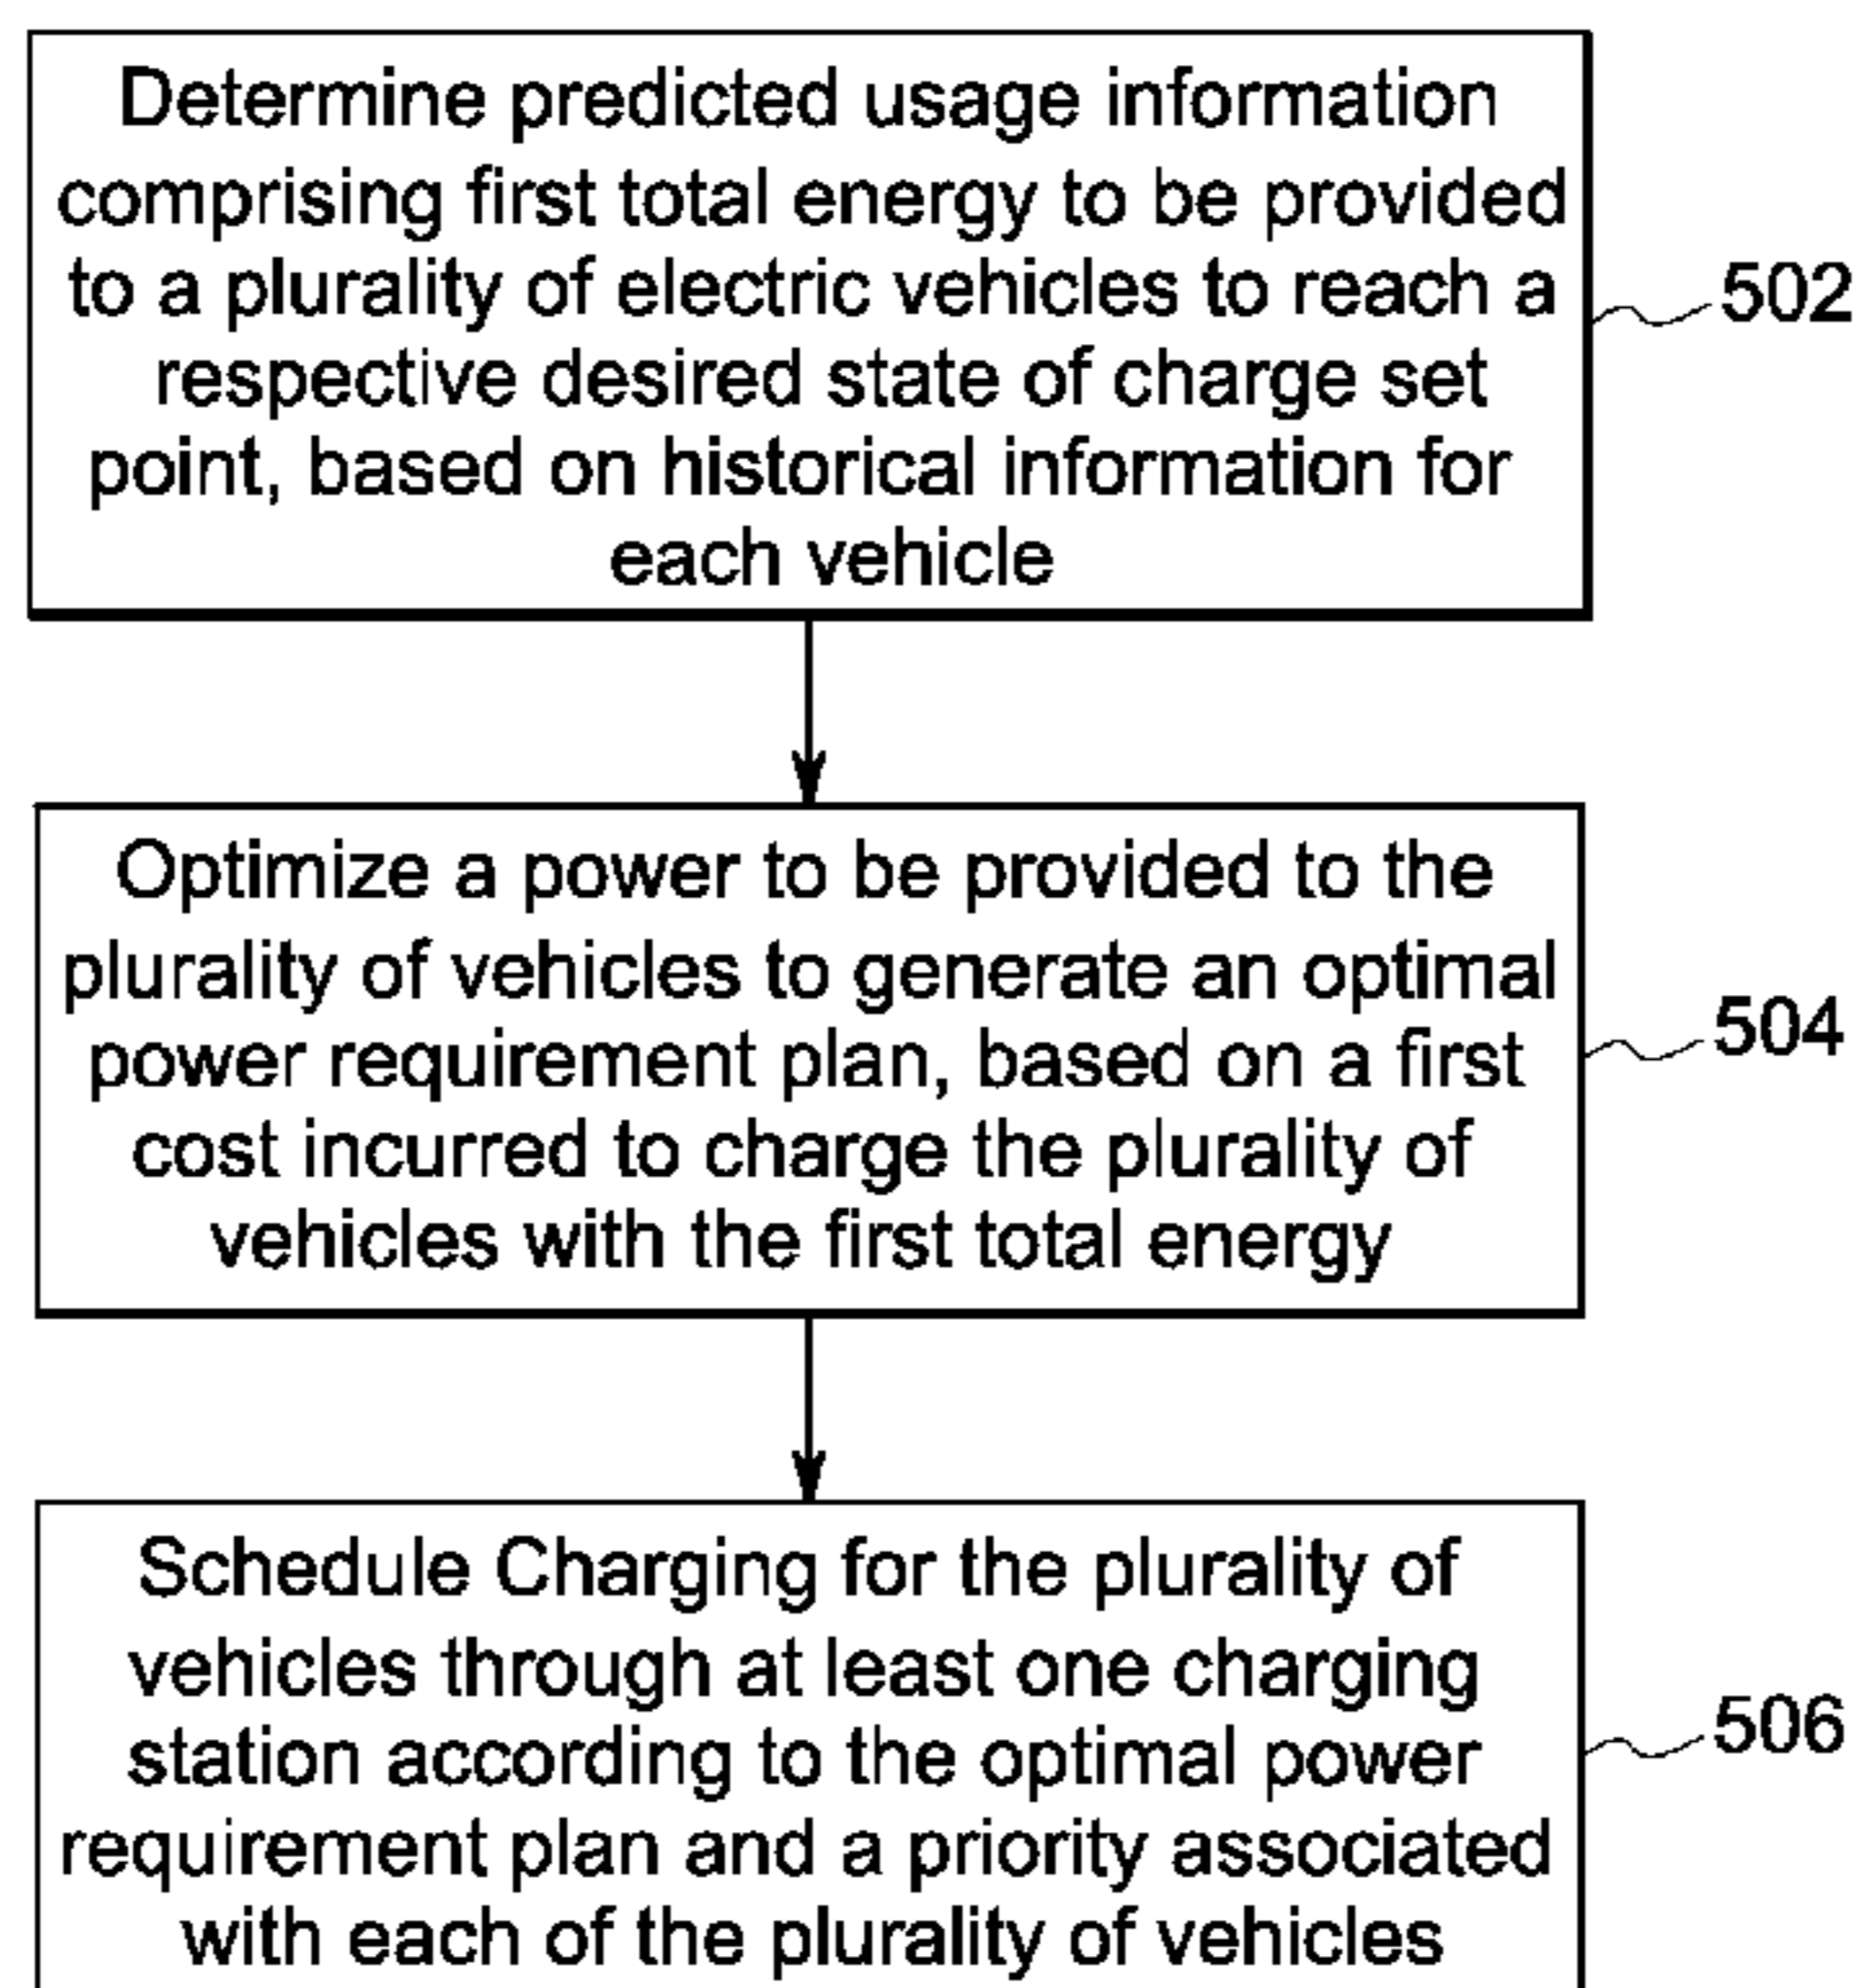 Determine predicted usage information
comprising first total energy to be provided
to a plurality of electric vehicles to reach a
respective desired state of charge set
point, based on historical information for
each vehicle
502
Optimize a power to be provided to the
plurality of vehicles to generate an optimal
power requirement plan, based on a first
cost incurred to charge the plurality of
vehicles with the first total energy
504
Schedule Charging for the plurality of
vehicles through at least one charging
station according to the optimal power
requirement plan and a priority associated
with each of the plurality of vehicles
506